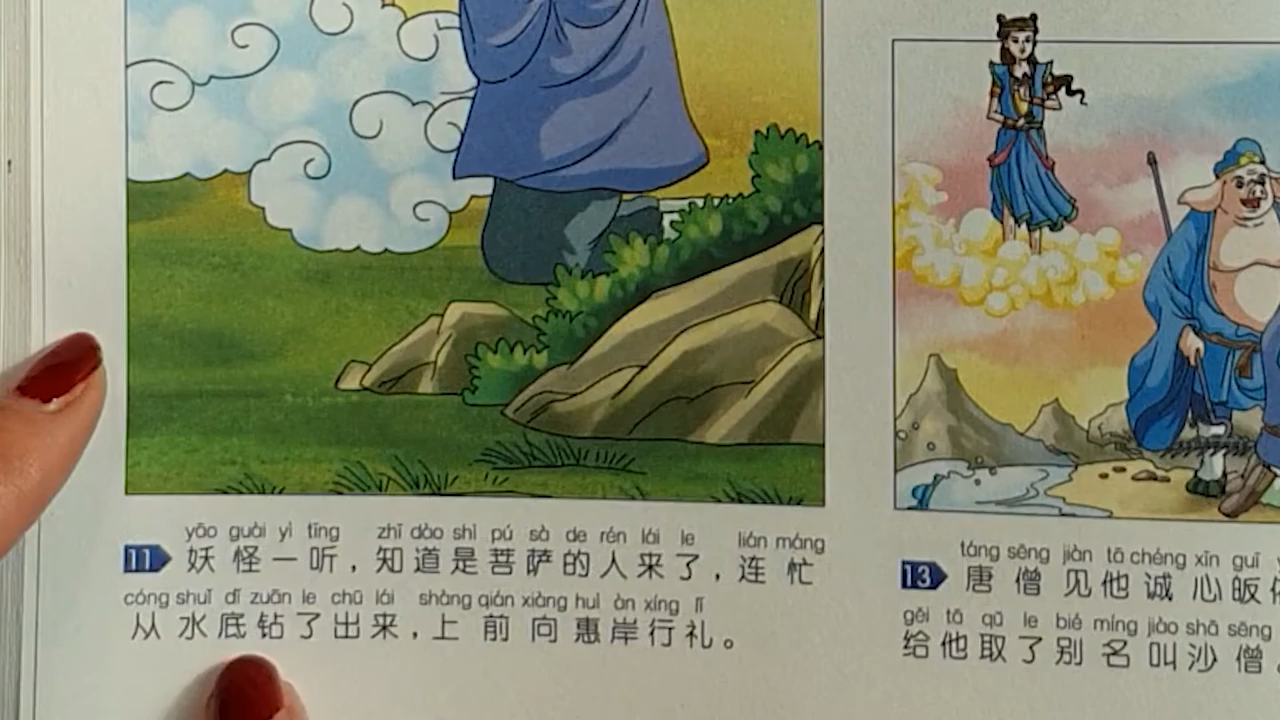 yāo guài yì tīng zhī dào shì pú sà de rén lái le lián máng
11 妖怪一听，知道是菩萨的人来了，连忙
cóng shuǐ dǐ zuān le chū lái shàng qián xiàng huì àn xíng lǐ
从水底钻了出来，上前向惠岸行礼。
táng sēng jiàn tā chéng xīn guī
13 唐僧见他诚心皈
gěi tā qǔ le bié míng jiào shā sēng
给他取了别名叫沙僧